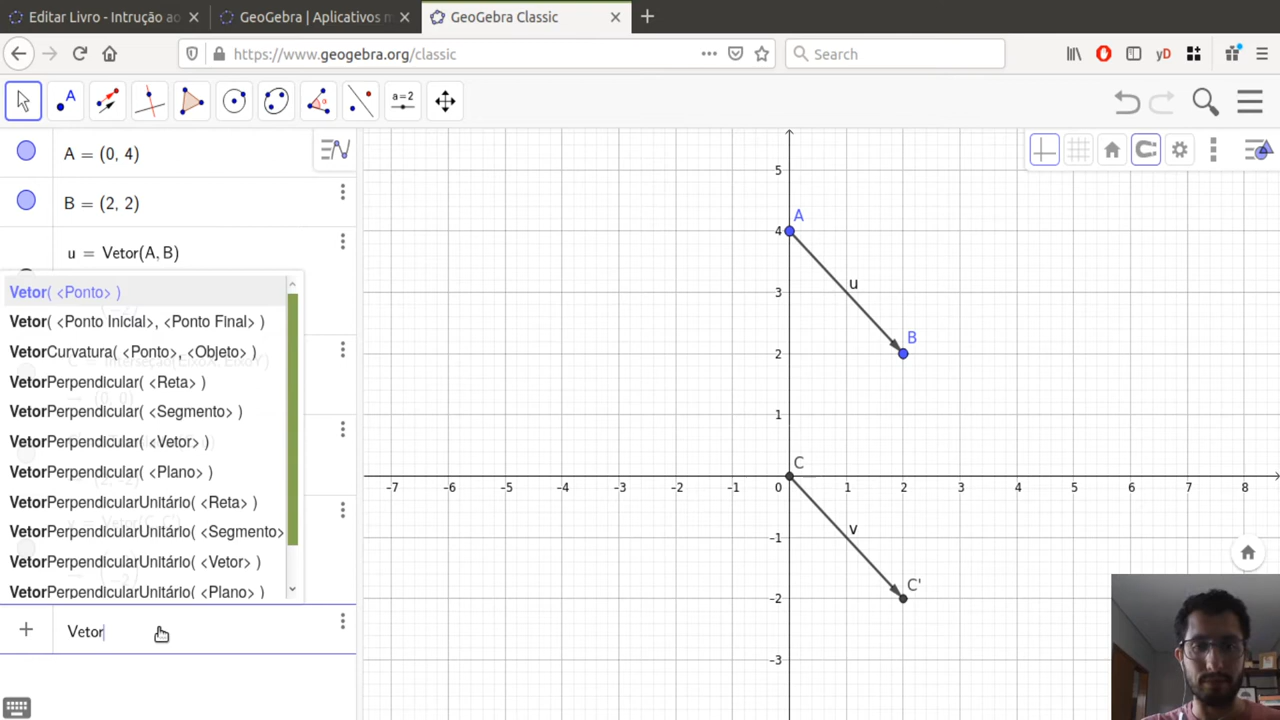 Editar Livro - Intrução ao
GeoGebra | Aplicativos m
GeoGebra Classic
https://www.geogebra.org/classic
Search
yD
A
a=2
A = (0, 4)
B = (2, 2)
u = Vetor(A, B)
Vetor( <Ponto> )
Vetor( <Ponto Inicial>, <Ponto Final> )
VetorCurvatura( <Ponto>, <Objeto> )
VetorPerpendicular( <Reta> )
VetorPerpendicular( <Segmento> )
VetorPerpendicular( <Vetor> )
VetorPerpendicular( <Plano> )
VetorPerpendicularUnitário( <Reta> )
VetorPerpendicularUnitário( <Segmento>
VetorPerpendicularUnitário( <Vetor> )
VetorPerpendicularUnitário( <Plano> )
Vetor
5
A
4
u
3
B
2
1
C
-7 -6 -5 -4 -3 -2 -1 0 1 2 3 4 5 6 7 8
v
-1
C'
-2
-3